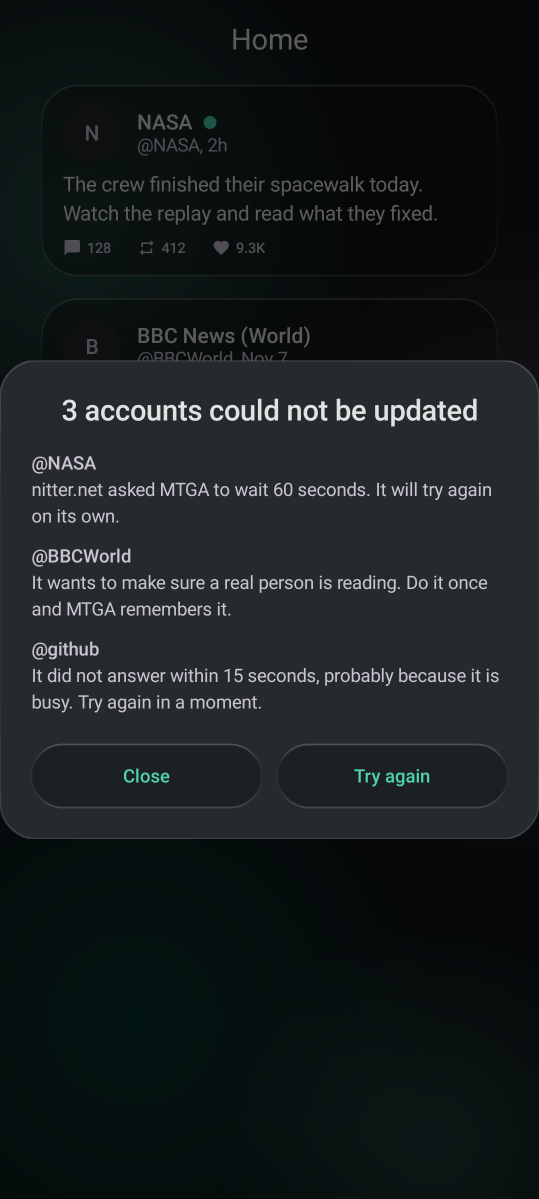 Home
N
NASA
@NASA, 2h
The crew finished their spacewalk today.
Watch the replay and read what they fixed.
128 412 9.3K
B
BBC News (World)
@BBCWorld, Nov 7
3 accounts could not be updated
@NASA
nitter.net asked MTGA to wait 60 seconds. It will try again
on its own.
@BBCWorld
It wants to make sure a real person is reading. Do it once
and MTGA remembers it.
@github
It did not answer within 15 seconds, probably because it is
busy. Try again in a moment.
Close
Try again